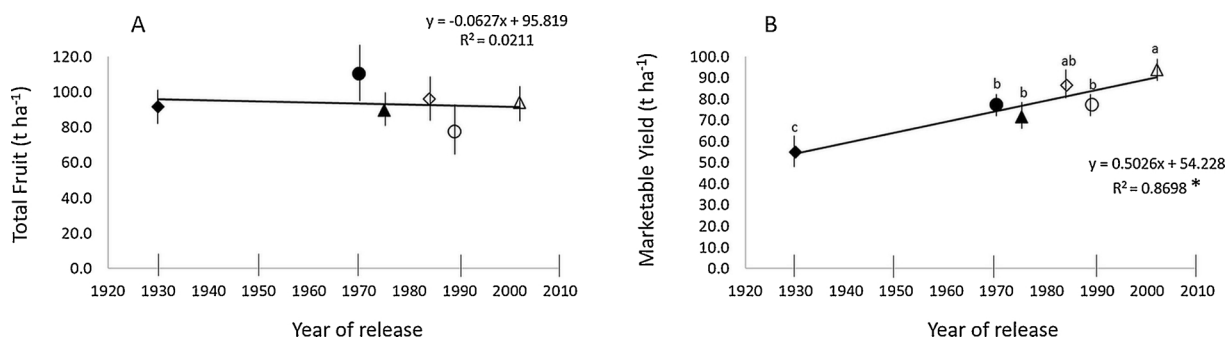 A
y = -0.0627x + 95.819
R² = 0.0211
120.0
100.0
80.0
60.0
40.0
20.0
0.0
Total Fruit (t ha⁻¹)
1920 1930 1940 1950 1960 1970 1980 1990 2000 2010
Year of release
B
100.0
90.0
80.0
70.0
60.0
50.0
40.0
30.0
20.0
10.0
0.0
Marketable Yield (t ha⁻¹)
c
b
b
ab
b
a
y = 0.5026x + 54.228
R² = 0.8698 *
1920 1930 1940 1950 1960 1970 1980 1990 2000 2010
Year of release